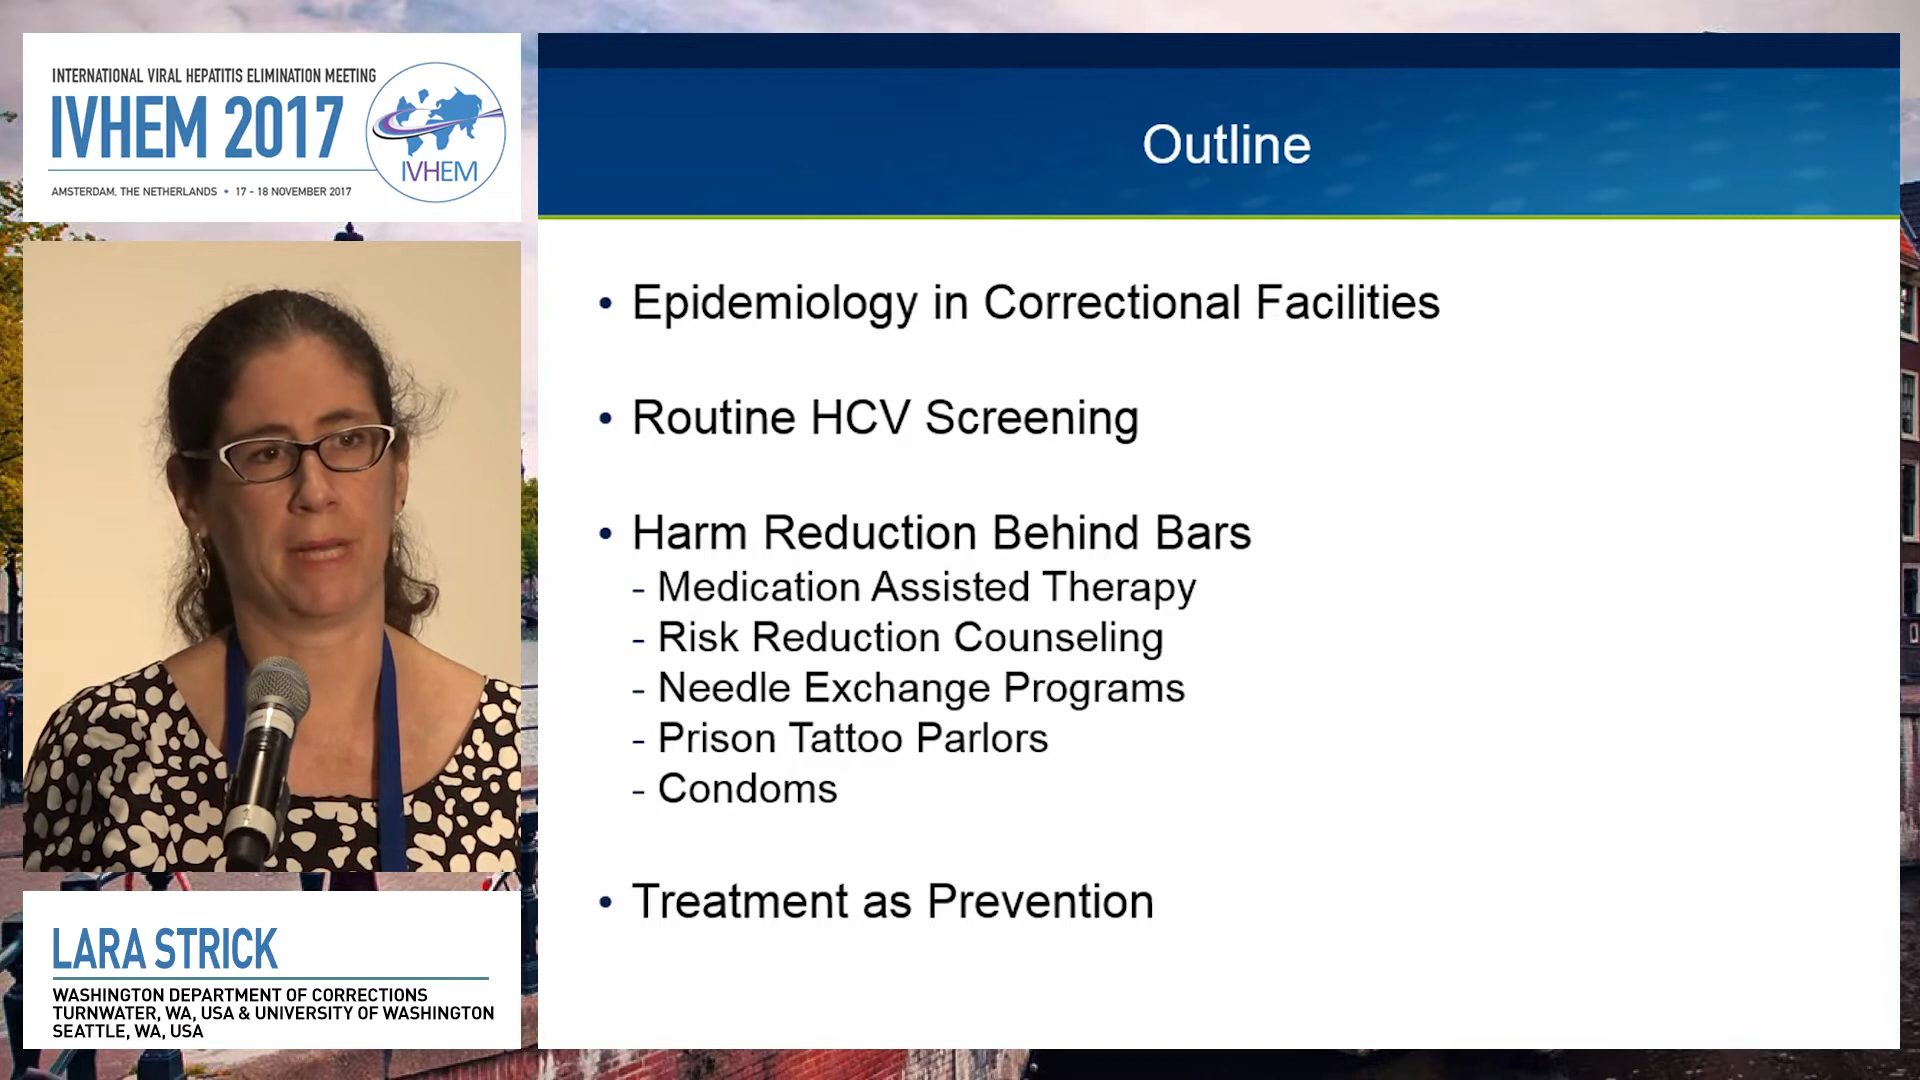 INTERNATIONAL VIRAL HEPATITIS ELIMINATION MEETING
IVHEM 2017
IVHEM
AMSTERDAM, THE NETHERLANDS • 17 - 18 NOVEMBER 2017
LARA STRICK
WASHINGTON DEPARTMENT OF CORRECTIONS
TURNWATER, WA, USA & UNIVERSITY OF WASHINGTON
SEATTLE, WA, USA
Outline
• Epidemiology in Correctional Facilities
• Routine HCV Screening
• Harm Reduction Behind Bars
- Medication Assisted Therapy
- Risk Reduction Counseling
- Needle Exchange Programs
- Prison Tattoo Parlors
- Condoms
• Treatment as Prevention